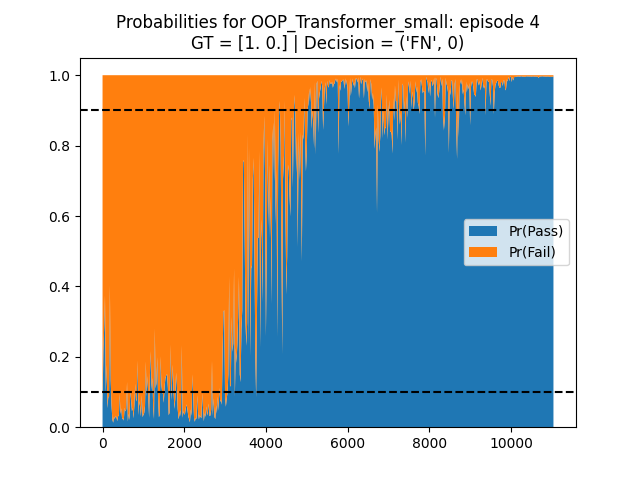 Probabilities for OOP_Transformer_small: episode 4
GT = [1. 0.] | Decision = ('FN', 0)
1.0
0.8
0.6
0.4
0.2
0.0
Pr(Pass)
Pr(Fail)
0 2000 4000 6000 8000 10000